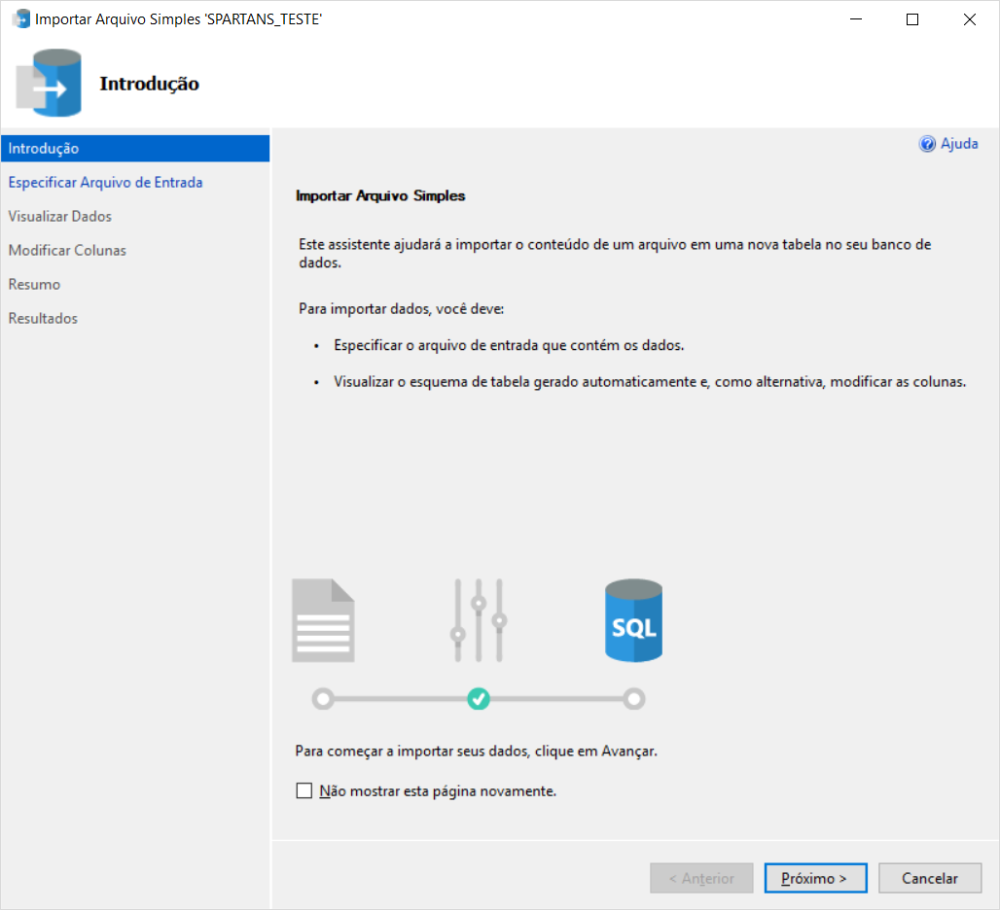 Importar Arquivo Simples 'SPARTANS_TESTE'
Introdução
Introdução
Especificar Arquivo de Entrada
Visualizar Dados
Modificar Colunas
Resumo
Resultados
Ajuda
Importar Arquivo Simples
Este assistente ajudará a importar o conteúdo de um arquivo em uma nova tabela no seu banco de
dados.
Para importar dados, você deve:
• Especificar o arquivo de entrada que contém os dados.
• Visualizar o esquema de tabela gerado automaticamente e, como alternativa, modificar as colunas.
SQL
Para começar a importar seus dados, clique em Avançar.
Não mostrar esta página novamente.
< Anterior
Próximo >
Cancelar